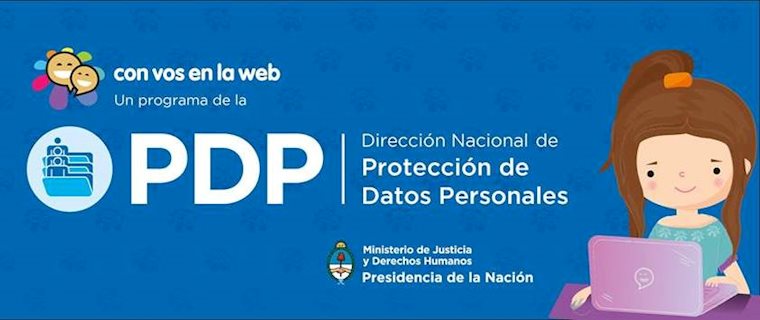 con vos en la web
Un programa de la
PDP
Dirección Nacional de
Protección de
Datos Personales
Ministerio de Justicia
y Derechos Humanos
Presidencia de la Nación